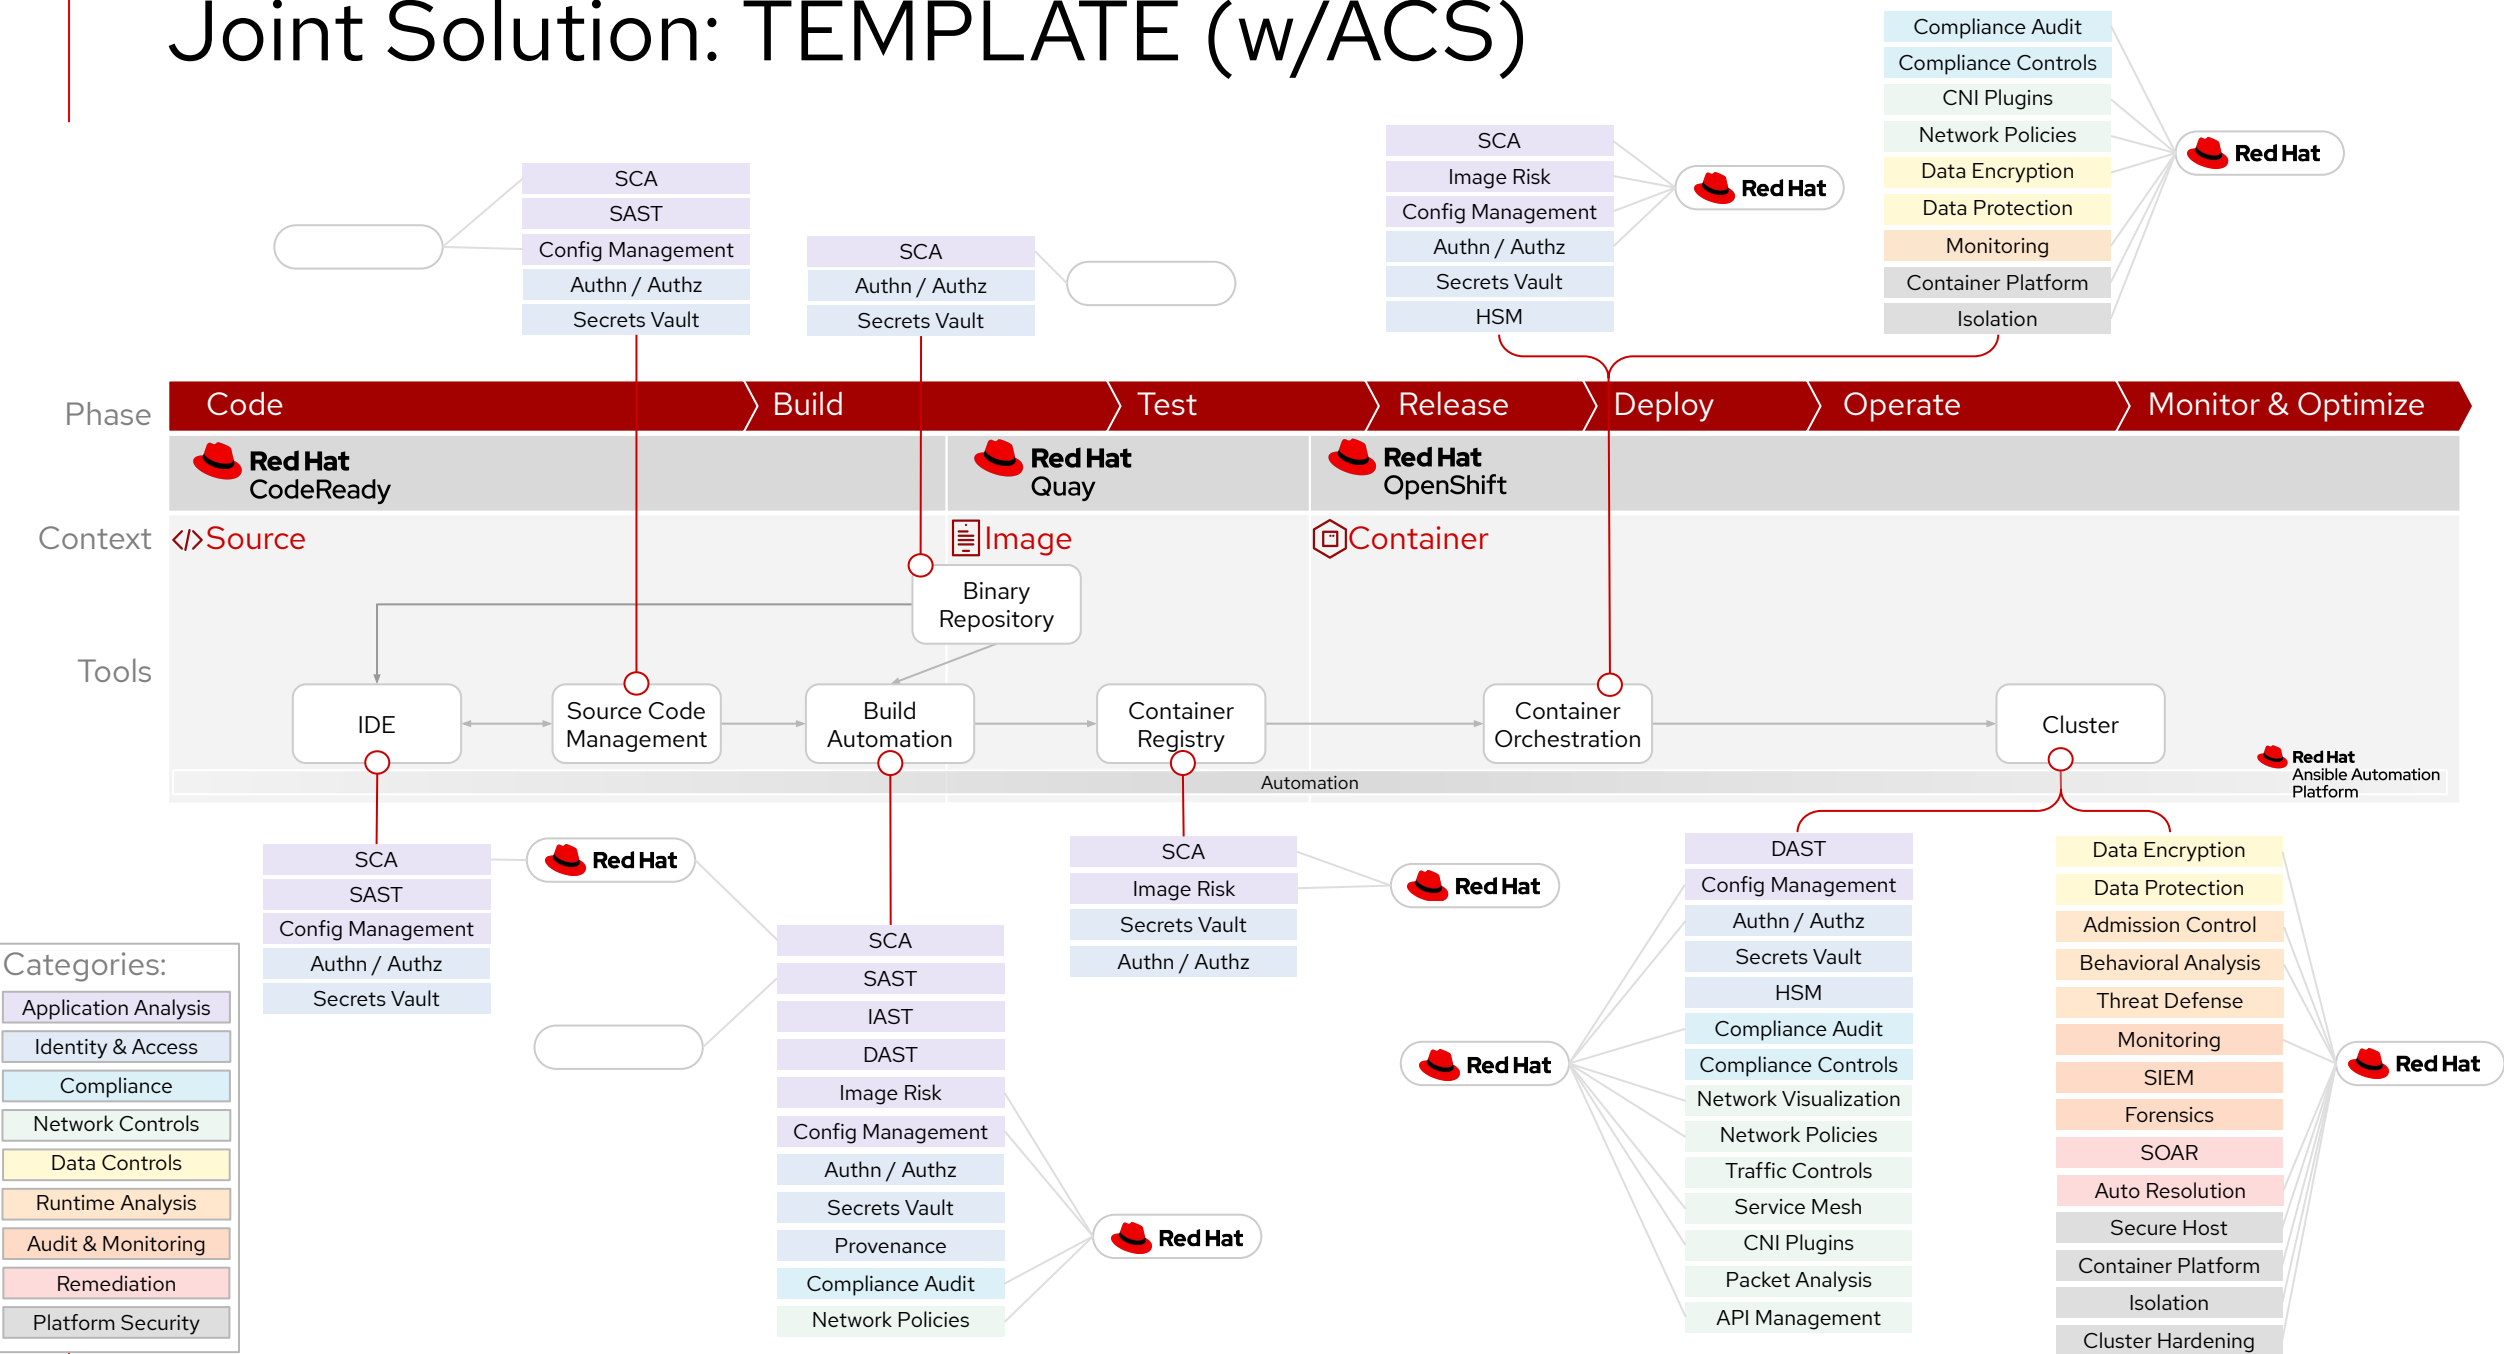 Joint Solution: TEMPLATE (w/ACS)
Compliance Audit
Compliance Controls
CNI Plugins
Network Policies
Data Encryption
Data Protection
Monitoring
Container Platform
Isolation
Red Hat
SCA
Image Risk
Config Management
Authn / Authz
Secrets Vault
HSM
Red Hat
SCA
SAST
Config Management
Authn / Authz
Secrets Vault
SCA
Authn / Authz
Secrets Vault
Phase
Code
Build
Test
Release
Deploy
Operate
Monitor & Optimize
Red Hat
CodeReady
Red Hat
Quay
Red Hat
OpenShift
Context
Source
Image
Container
Binary
Repository
Tools
IDE
Source Code
Management
Build
Automation
Container
Registry
Container
Orchestration
Cluster
Automation
Red Hat
Ansible Automation
Platform
SCA
SAST
Config Management
Authn / Authz
Secrets Vault
Red Hat
SCA
SAST
IAST
DAST
Image Risk
Config Management
Authn / Authz
Secrets Vault
Provenance
Compliance Audit
Network Policies
Red Hat
SCA
Image Risk
Secrets Vault
Authn / Authz
Red Hat
Red Hat
DAST
Config Management
Authn / Authz
Secrets Vault
HSM
Compliance Audit
Compliance Controls
Network Visualization
Network Policies
Traffic Controls
Service Mesh
CNI Plugins
Packet Analysis
API Management
Data Encryption
Data Protection
Admission Control
Behavioral Analysis
Threat Defense
Monitoring
SIEM
Forensics
SOAR
Auto Resolution
Secure Host
Container Platform
Isolation
Cluster Hardening
Red Hat
Categories:
Application Analysis
Identity & Access
Compliance
Network Controls
Data Controls
Runtime Analysis
Audit & Monitoring
Remediation
Platform Security